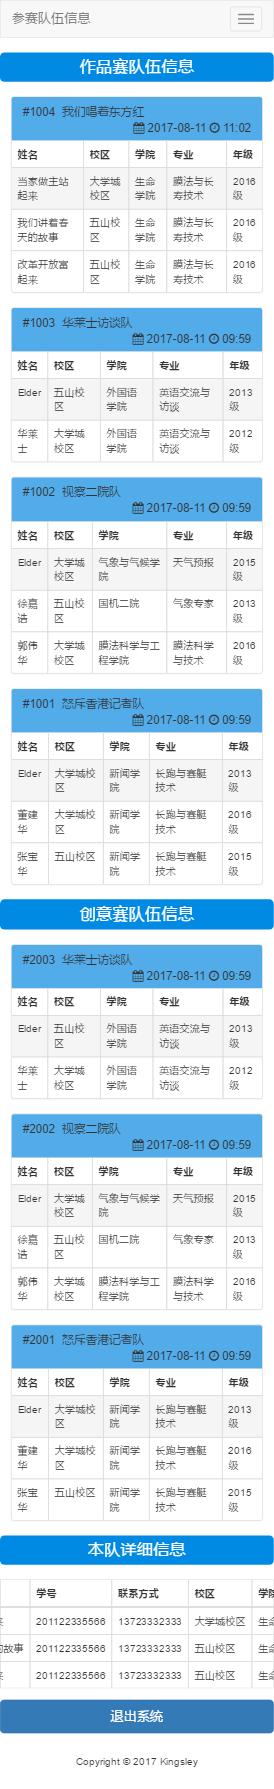 参赛队伍信息
作品赛队伍信息
#1004 我们唱着东方红
2017-08-11 11:02
姓名 校区 学院 专业 年级
当家做主站起来 大学城校区 生命学院 膜法与长寿技术 2016级
我们讲着春天的故事 五山校区 生命学院 膜法与长寿技术 2016级
改革开放富起来 五山校区 生命学院 膜法与长寿技术 2016级
#1003 华莱士访谈队
2017-08-11 09:59
姓名 校区 学院 专业 年级
Elder 五山校区 外国语学院 英语交流与访谈 2013级
华莱士 大学城校区 外国语学院 英语交流与访谈 2012级
#1002 视察二院队
2017-08-11 09:59
姓名 校区 学院 专业 年级
Elder 大学城校区 气象与气候学院 天气预报 2015级
徐嘉诰 五山校区 国机二院 气象专家 2013级
郭伟华 大学城校区 膜法科学与工程学院 膜法科学与技术 2016级
#1001 怒斥香港记者队
2017-08-11 09:59
姓名 校区 学院 专业 年级
Elder 大学城校区 新闻学院 长跑与赛艇技术 2013级
董建华 大学城校区 新闻学院 长跑与赛艇技术 2016级
张宝华 五山校区 新闻学院 长跑与赛艇技术 2015级
创意赛队伍信息
#2003 华莱士访谈队
2017-08-11 09:59
姓名 校区 学院 专业 年级
Elder 五山校区 外国语学院 英语交流与访谈 2013级
华莱士 大学城校区 外国语学院 英语交流与访谈 2012级
#2002 视察二院队
2017-08-11 09:59
姓名 校区 学院 专业 年级
Elder 大学城校区 气象与气候学院 天气预报 2015级
徐嘉诰 五山校区 国机二院 气象专家 2013级
郭伟华 大学城校区 膜法科学与工程学院 膜法科学与技术 2016级
#2001 怒斥香港记者队
2017-08-11 09:59
姓名 校区 学院 专业 年级
Elder 大学城校区 新闻学院 长跑与赛艇技术 2013级
董建华 大学城校区 新闻学院 长跑与赛艇技术 2016级
张宝华 五山校区 新闻学院 长跑与赛艇技术 2015级
本队详细信息
学号 联系方式 校区 学院
201122335566 13723332333 大学城校区 生命
的故事 201122335566 13723332333 五山校区 生命
201122335566 13723332333 五山校区 生命
退出系统
Copyright © 2017 Kingsley